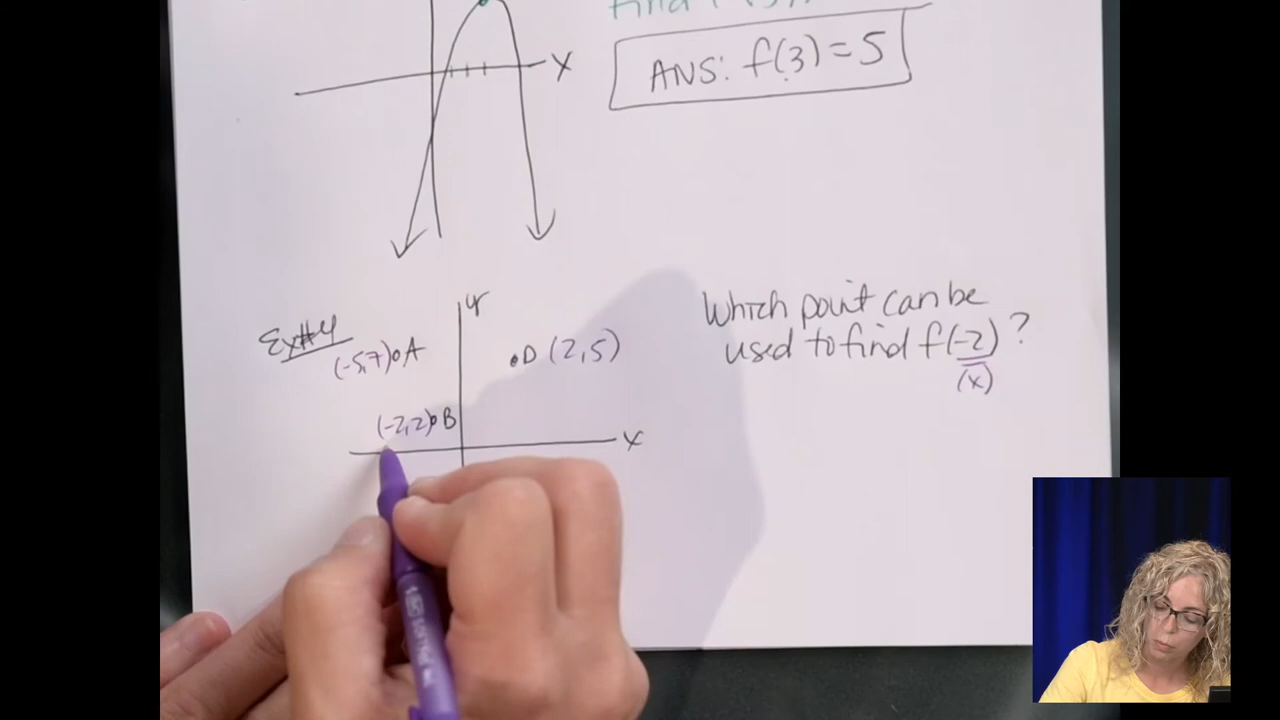 X
ANS: f(3)=5
Ex#4
y
(-5,7) A
D (2,5)
(-2,2) B
X
Which point can be
used to find f(-2)?
(x)